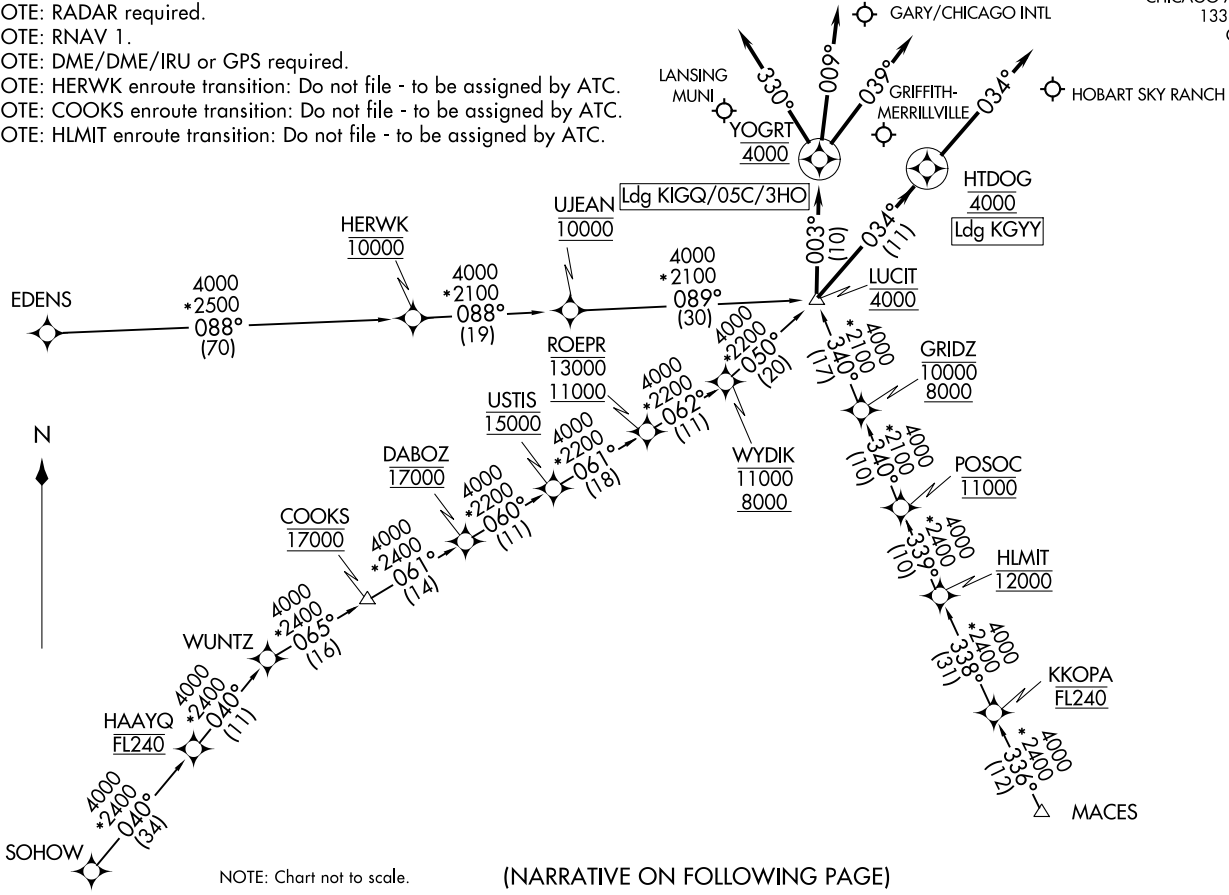 OTE: RADAR required.
OTE: RNAV 1.
OTE: DME/DME/IRU or GPS required.
OTE: HERWK enroute transition: Do not file - to be assigned by ATC.
OTE: COOKS enroute transition: Do not file - to be assigned by ATC.
OTE: HLMIT enroute transition: Do not file - to be assigned by ATC.
133
GARY/CHICAGO INTL
LANSING
MUNI
330°
009°
039°
GRIFFITH-
MERRILLVILLE
034°
HOBART SKY RANCH
YOGRT
4000
Ldg KIGQ/05C/3HO
HTDOG
4000
Ldg KGYY
003°
(10)
034°
(11)
LUCIT
4000
EDENS
4000
*2500
088°
(70)
HERWK
10000
4000
*2100
088°
(19)
UJEAN
10000
4000
*2100
089°
(30)
ROEPR
13000
11000
4000
*2200
062°
(11)
4000
*2200
050°
(20)
WYDIK
11000
8000
USTIS
15000
4000
*2200
061°
(18)
DABOZ
17000
4000
*2200
060°
(11)
COOKS
17000
4000
*2400
061°
(14)
WUNTZ
4000
*2400
065°
(16)
HAAYQ
FL240
4000
*2400
040°
(11)
SOHOW
4000
*2400
040°
(34)
4000
*2100
340°
(17)
GRIDZ
10000
8000
4000
*2100
340°
(10)
POSOC
11000
4000
*2400
339°
(10)
HLMIT
12000
4000
*2400
338°
(31)
KKOPA
FL240
4000
*2400
336°
(12)
MACES
N
NOTE: Chart not to scale.
(NARRATIVE ON FOLLOWING PAGE)